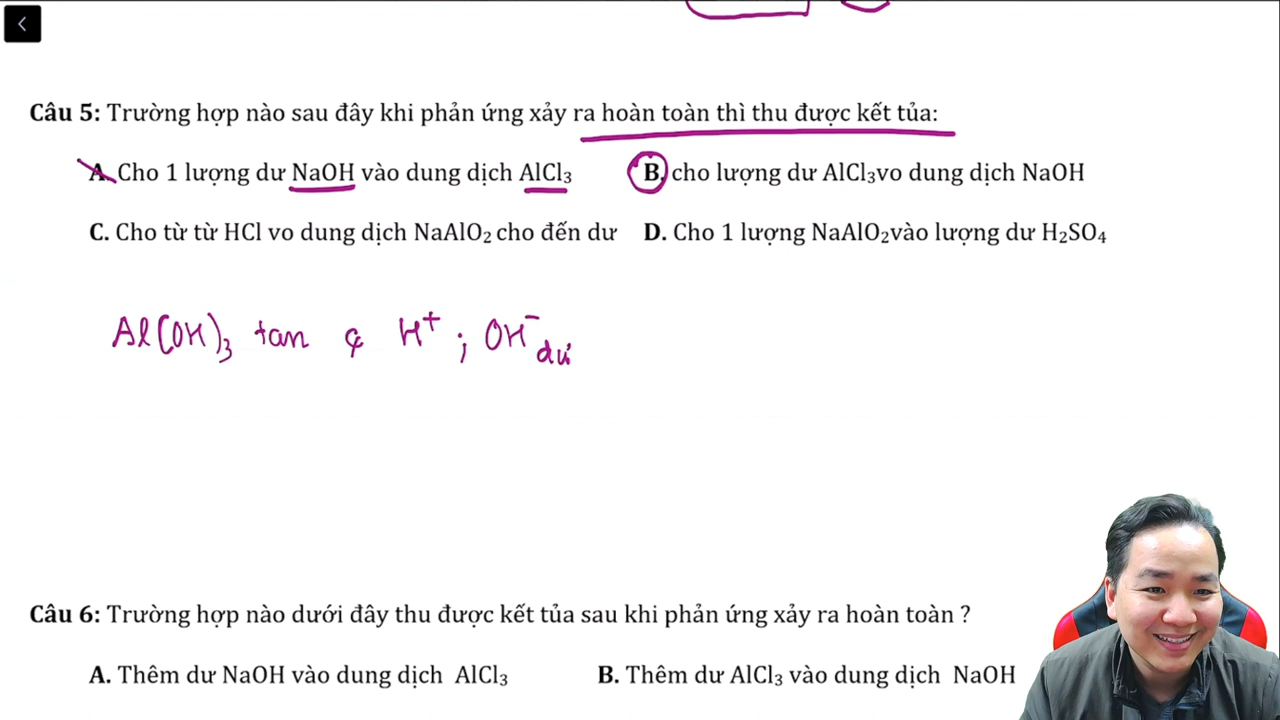 Câu 5: Trường hợp nào sau đây khi phản ứng xảy ra hoàn toàn thì thu được kết tủa:
A. Cho 1 lượng dư NaOH vào dung dịch AlCl₃ B. cho lượng dư AlCl₃vo dung dịch NaOH
C. Cho từ từ HCl vo dung dịch NaAlO₂ cho đến dư D. Cho 1 lượng NaAlO₂vào lượng dư H₂SO₄
Al(OH)₃ tan H⁺ ; OH⁻ dư
Câu 6: Trường hợp nào dưới đây thu được kết tủa sau khi phản ứng xảy ra hoàn toàn ?
A. Thêm dư NaOH vào dung dịch AlCl₃ B. Thêm dư AlCl₃ vào dung dịch NaOH